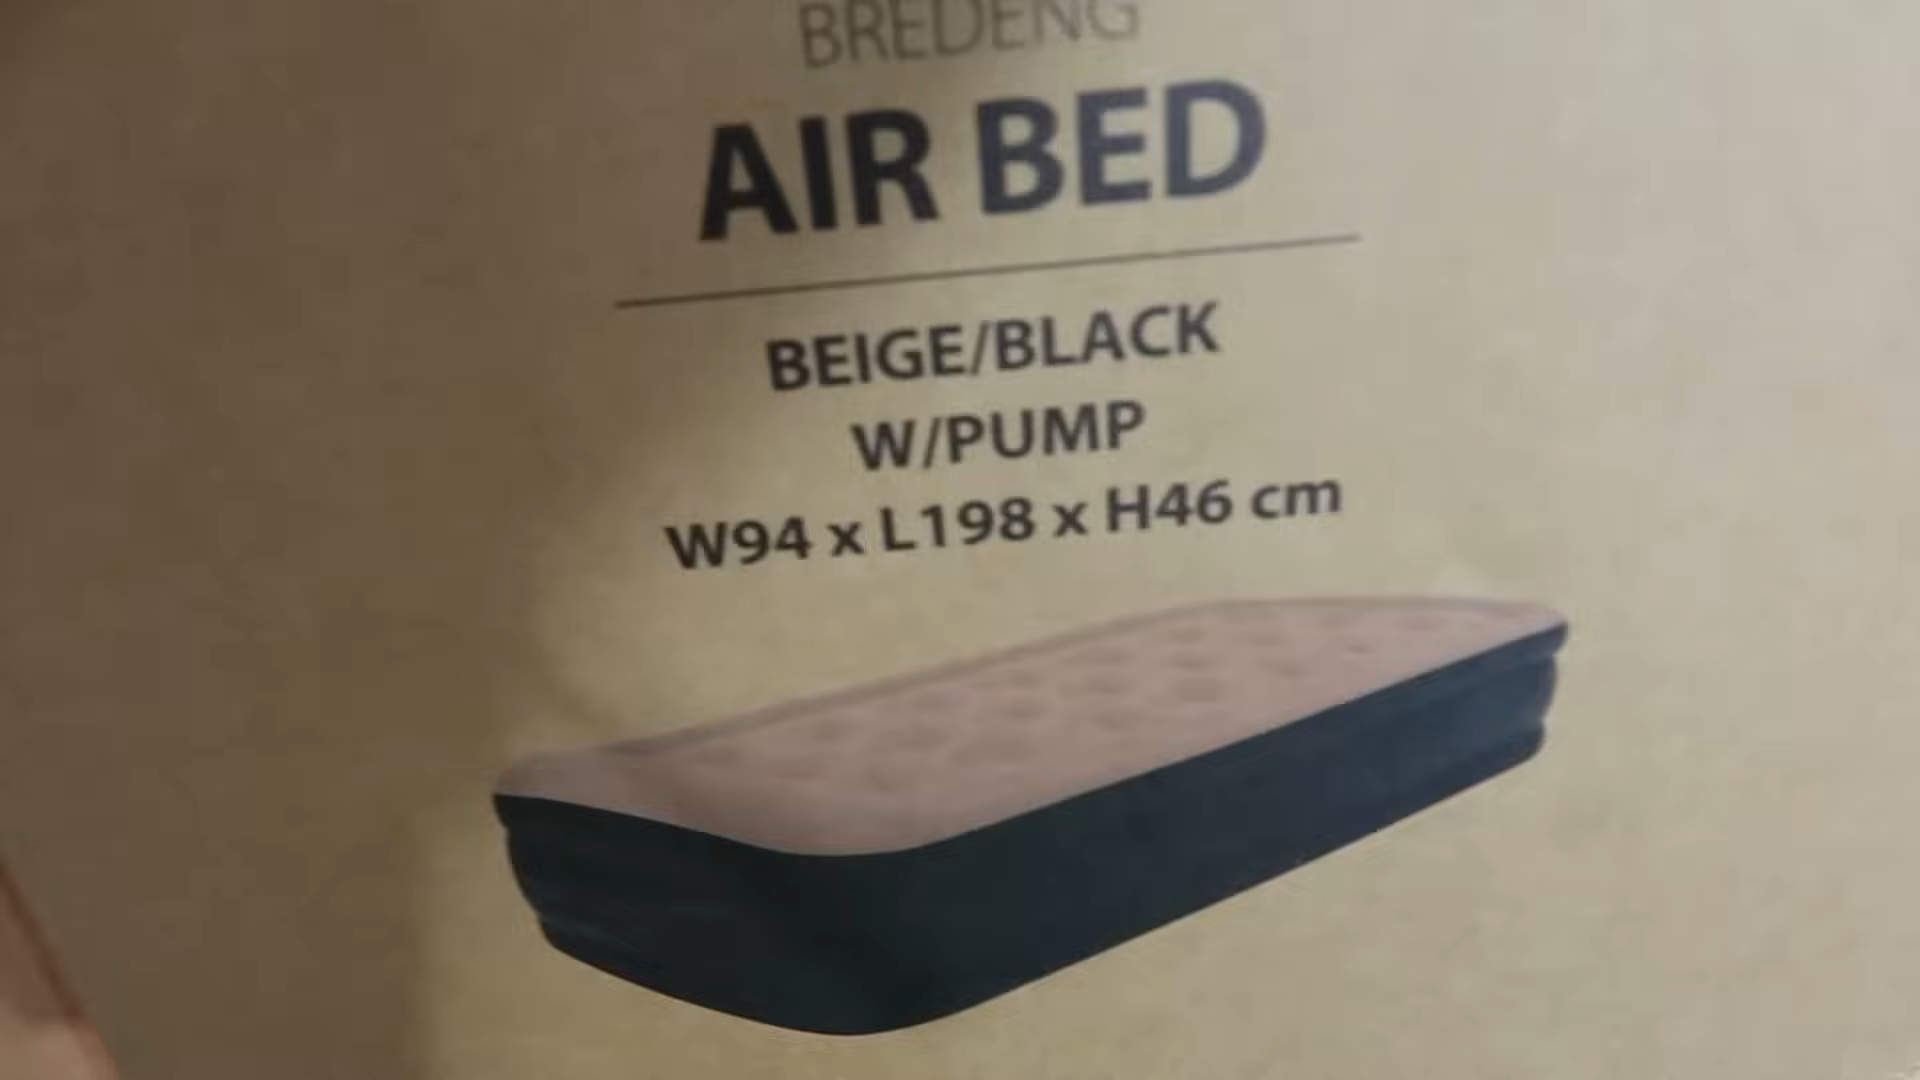 BREDENG
AIR BED
BEIGE/BLACK
W/PUMP
W94 x L198 x H46 cm